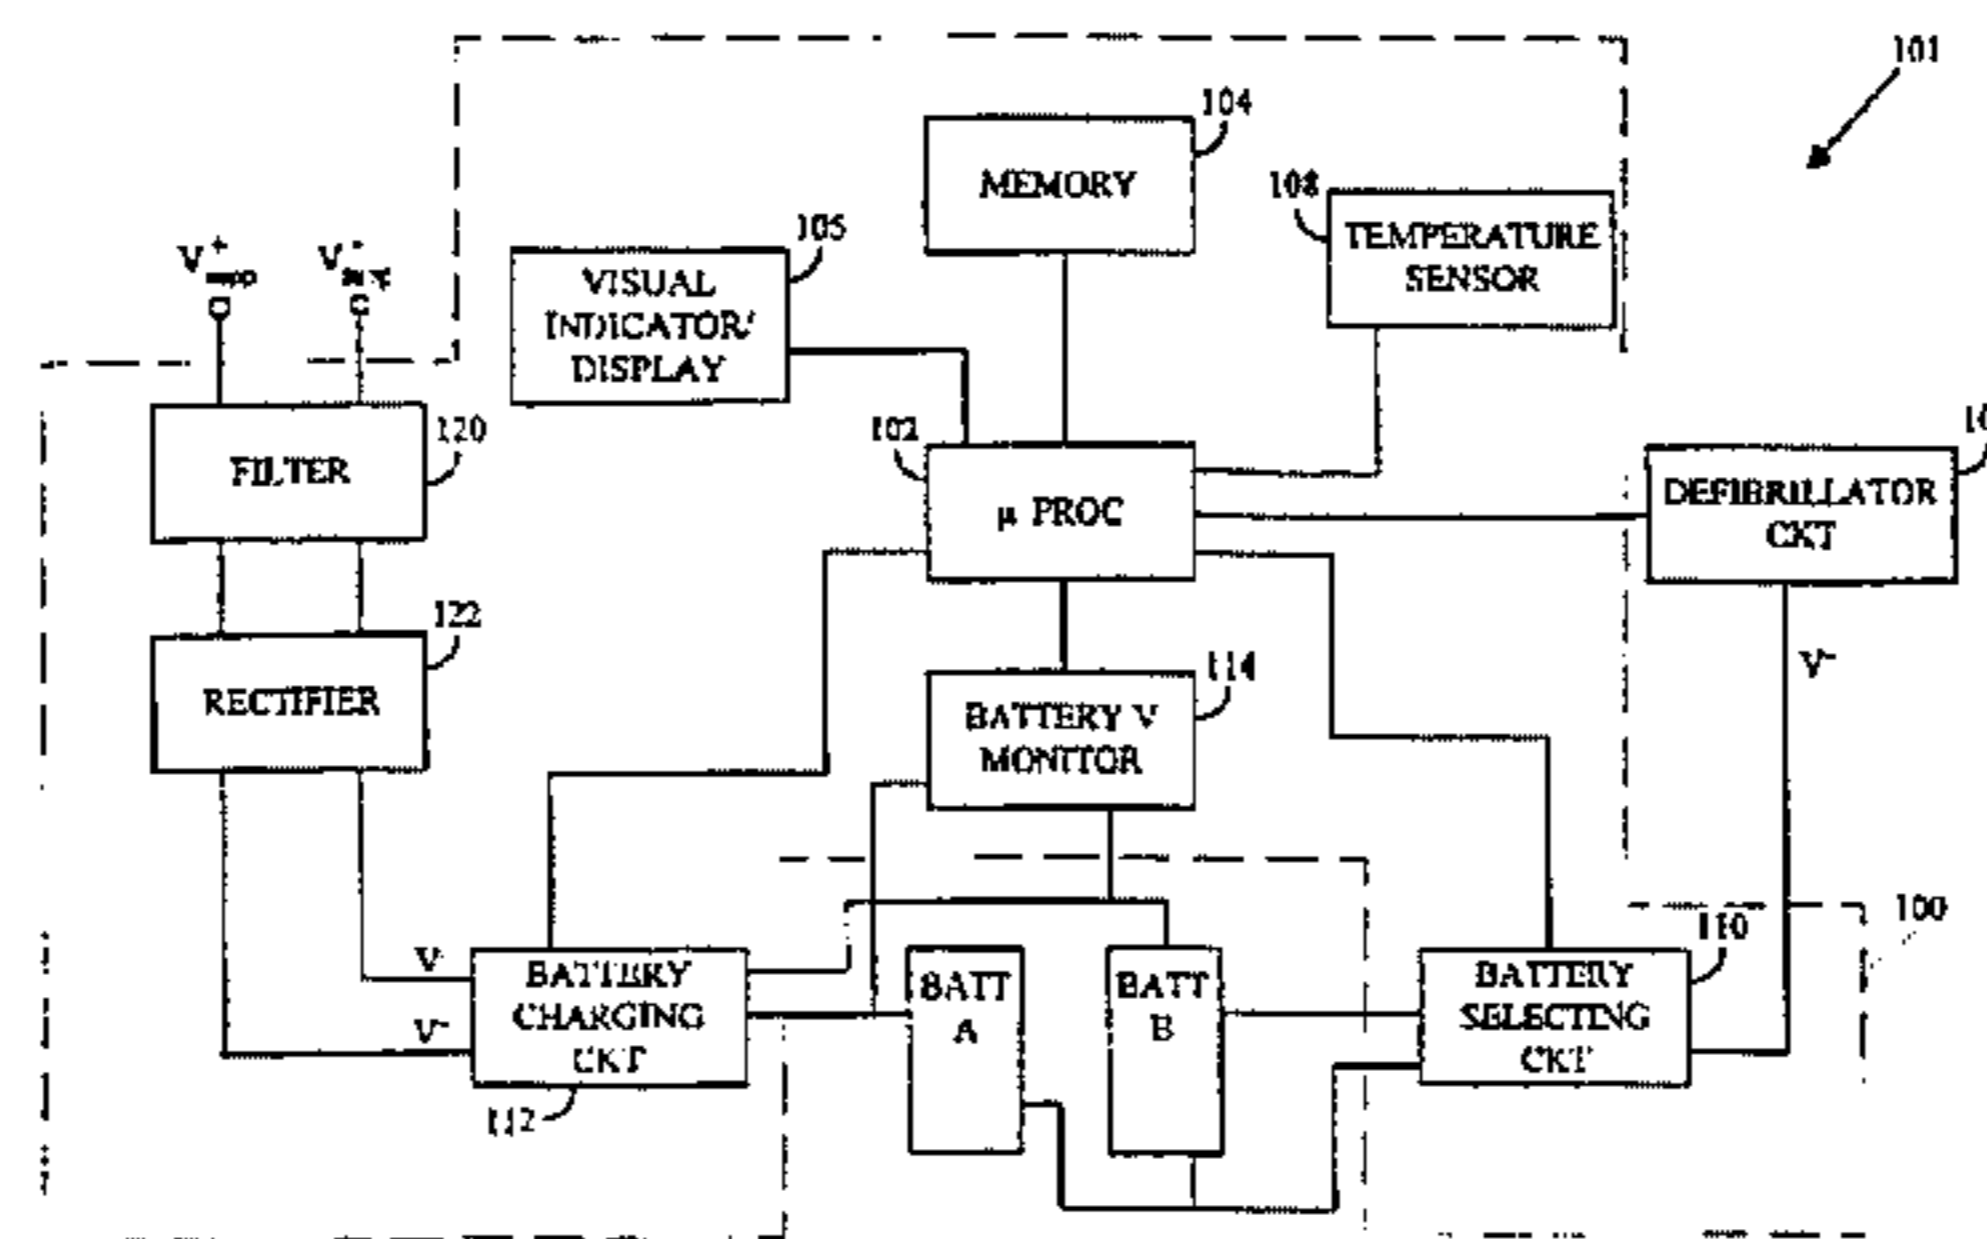 101
104
MEMORY
108
TEMPERATURE
SENSOR
105
VISUAL
INDICATOR/
DISPLAY
V+
V-
120
FILTER
102
μ PROC
DEFIBRILLATOR
CKT
122
RECTIFIER
114
BATTERY V
MONITOR
V-
100
110
V
BATTERY
CHARGING
CKT
V-
112
BATT
A
BATT
B
BATTERY
SELECTING
CKT